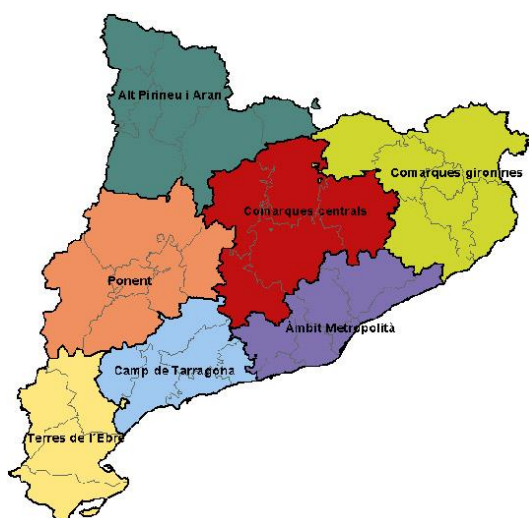 Alt Pirineu i Aran
Comarques gironines
Comarques centrals
Ponent
Àmbit Metropolità
Camp de Tarragona
Terres de l'Ebre